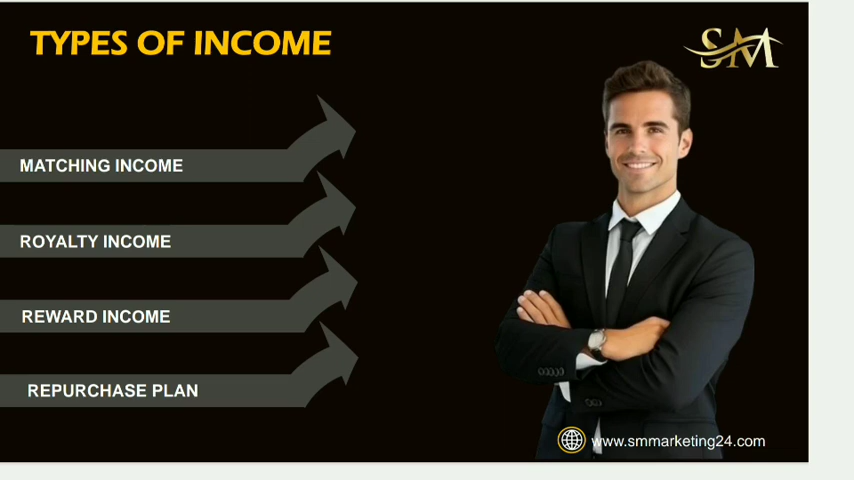 TYPES OF INCOME
SM
MATCHING INCOME
ROYALTY INCOME
REWARD INCOME
REPURCHASE PLAN
www.smmarketing24.com